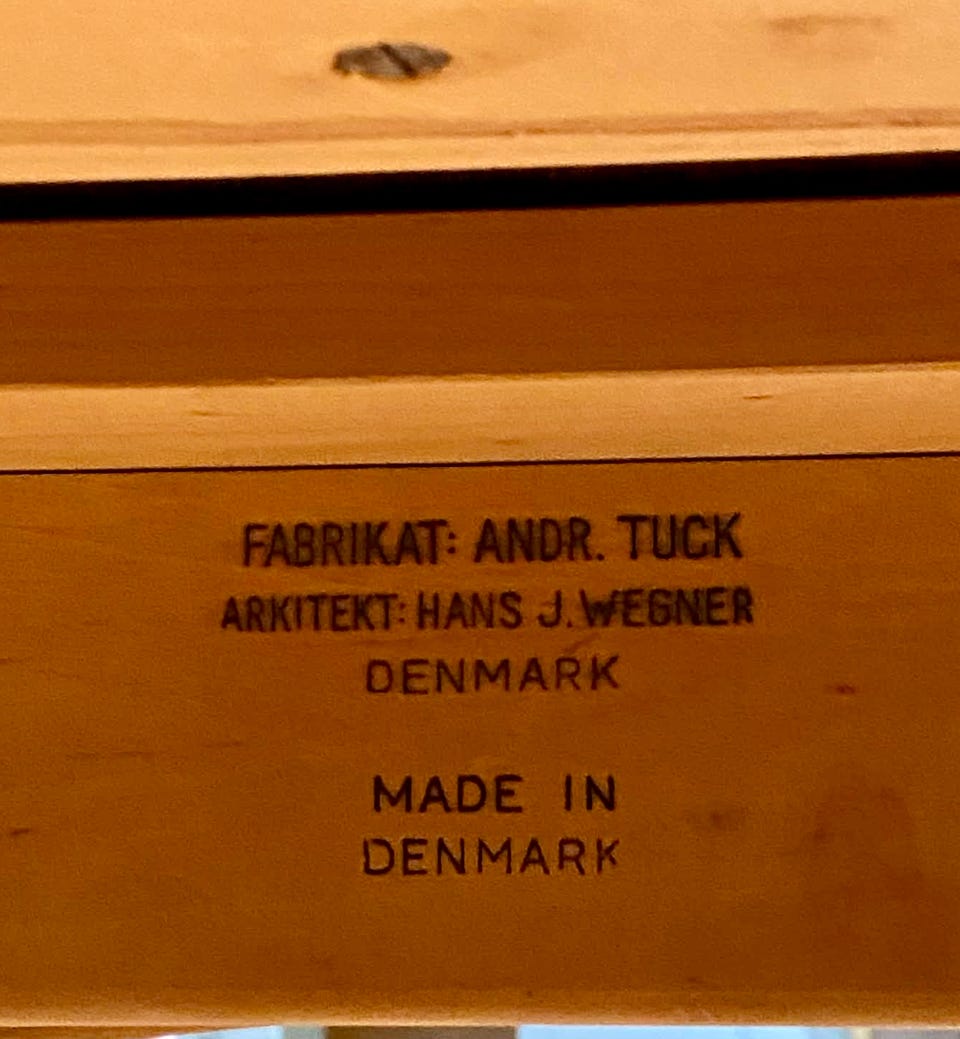 FABRIKAT: ANDR. TUCK
ARKITEKT: HANS J. WEGNER
DENMARK
MADE IN
DENMARK